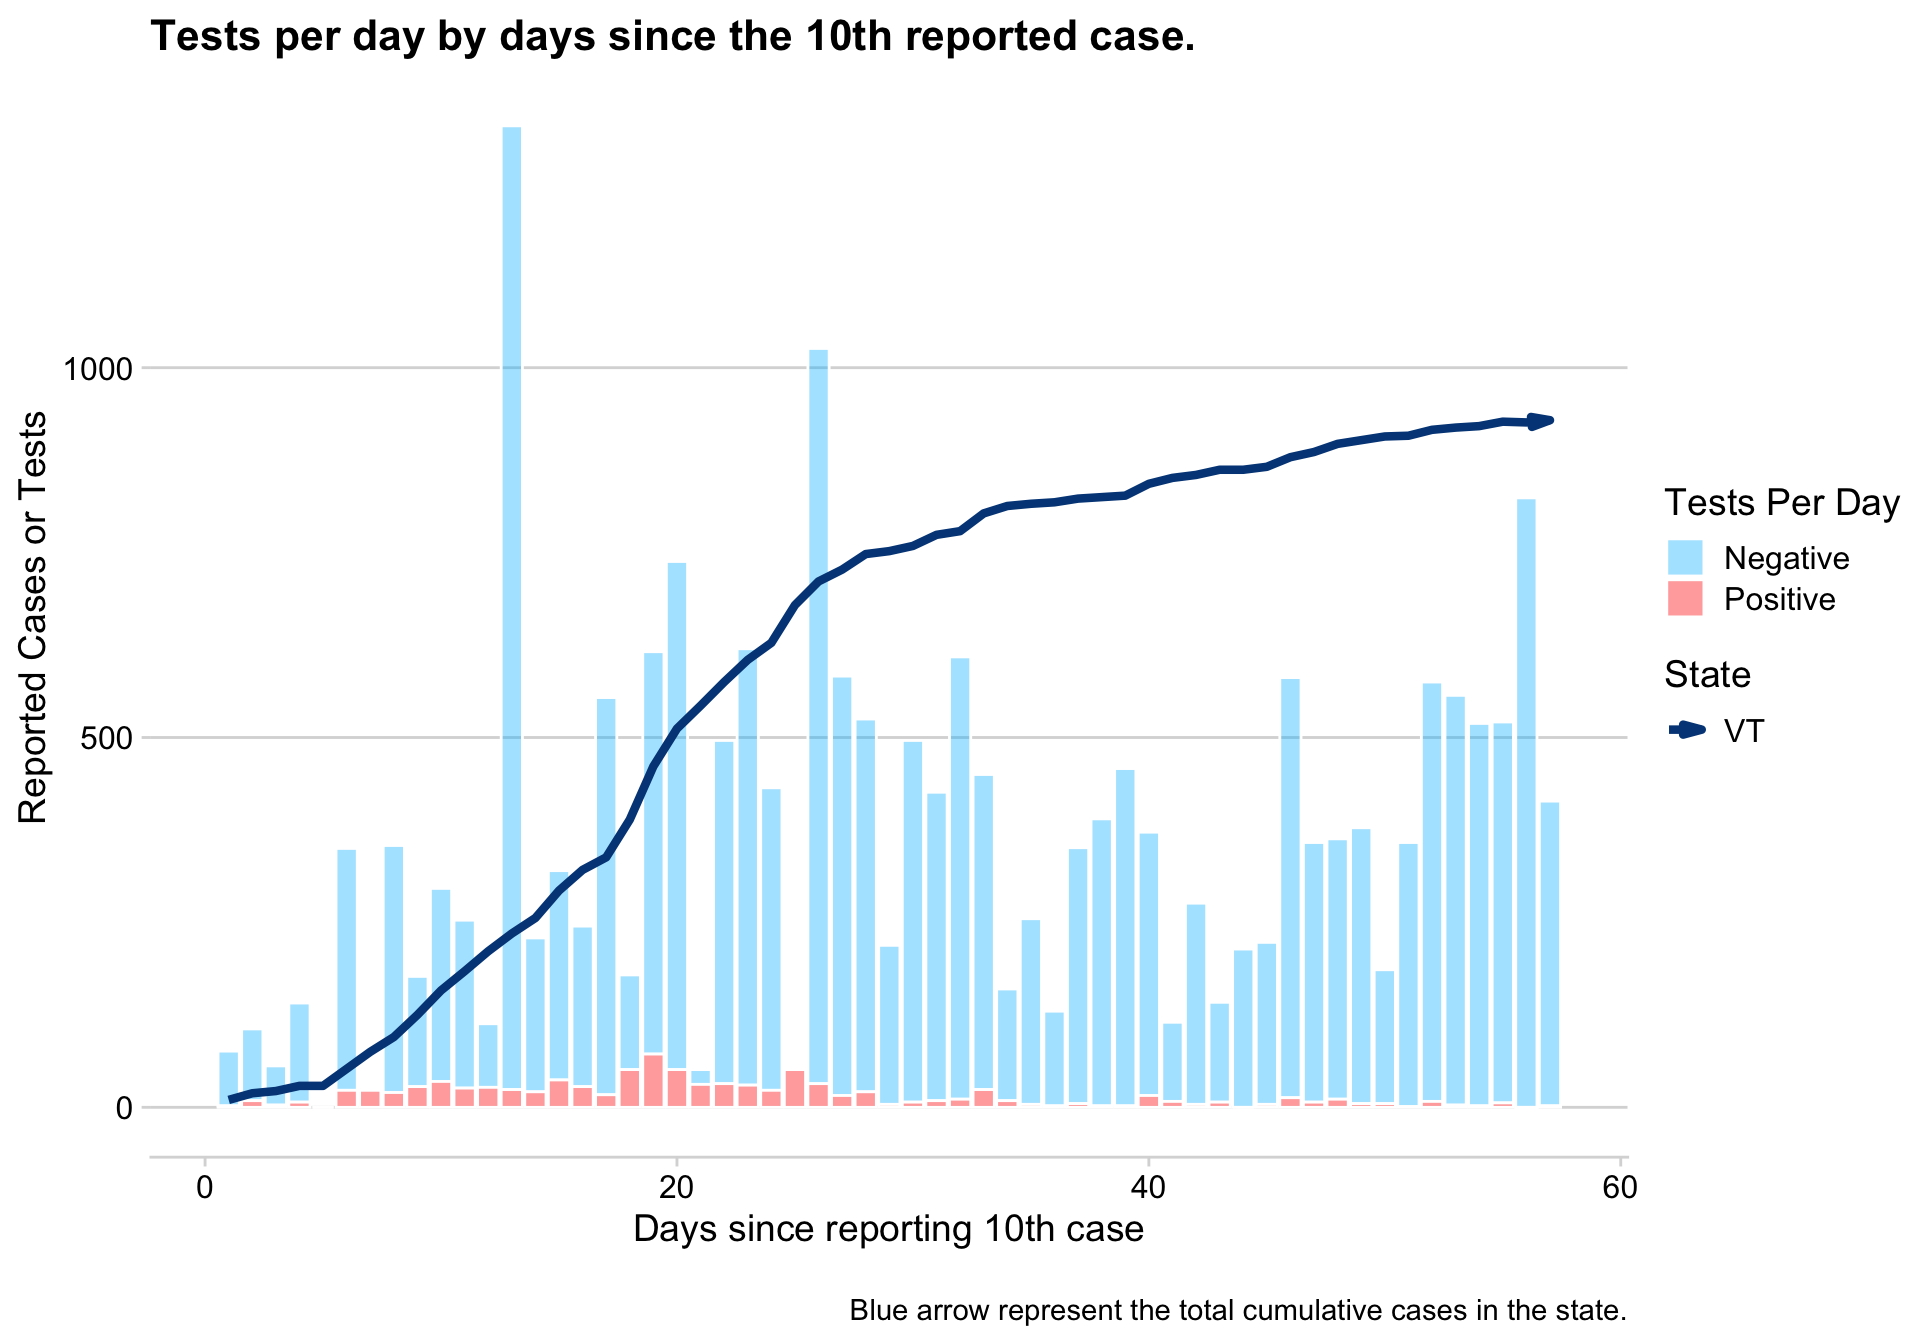 Tests per day by days since the 10th reported case.
1000
500
0
Reported Cases or Tests
0
20
40
60
Days since reporting 10th case
Tests Per Day
Negative
Positive
State
VT
Blue arrow represent the total cumulative cases in the state.